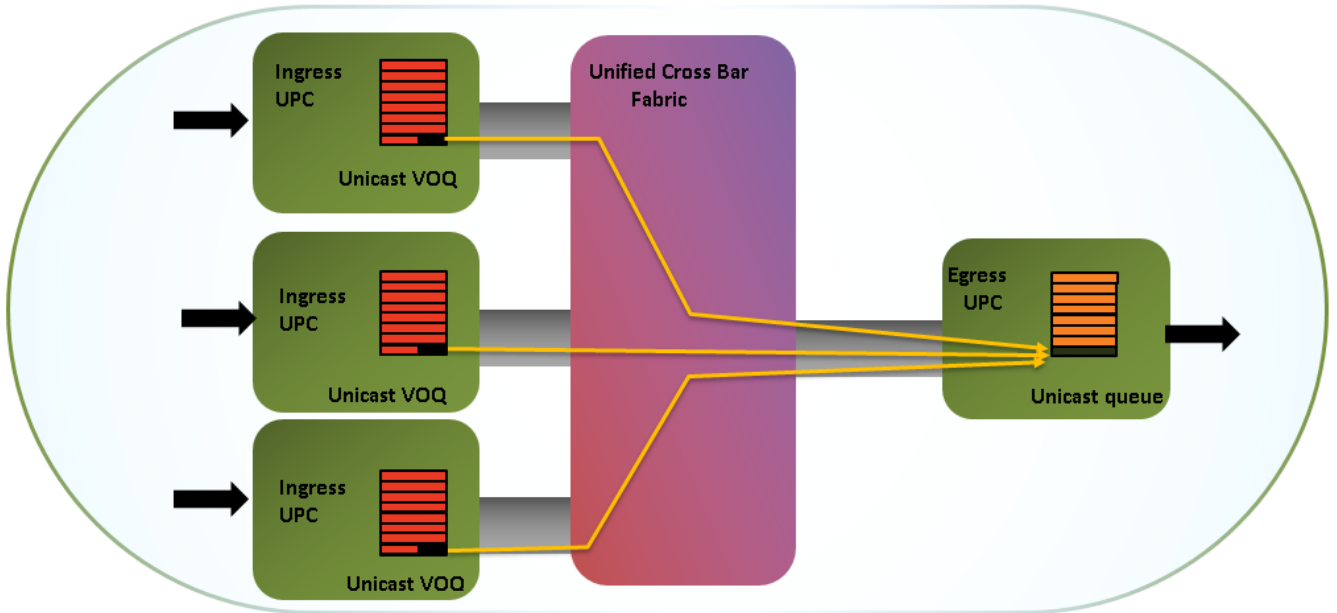 Ingress
UPC
Unicast VOQ
Unified Cross Bar
Fabric
Ingress
UPC
Unicast VOQ
Egress
UPC
Unicast queue
Ingress
UPC
Unicast VOQ